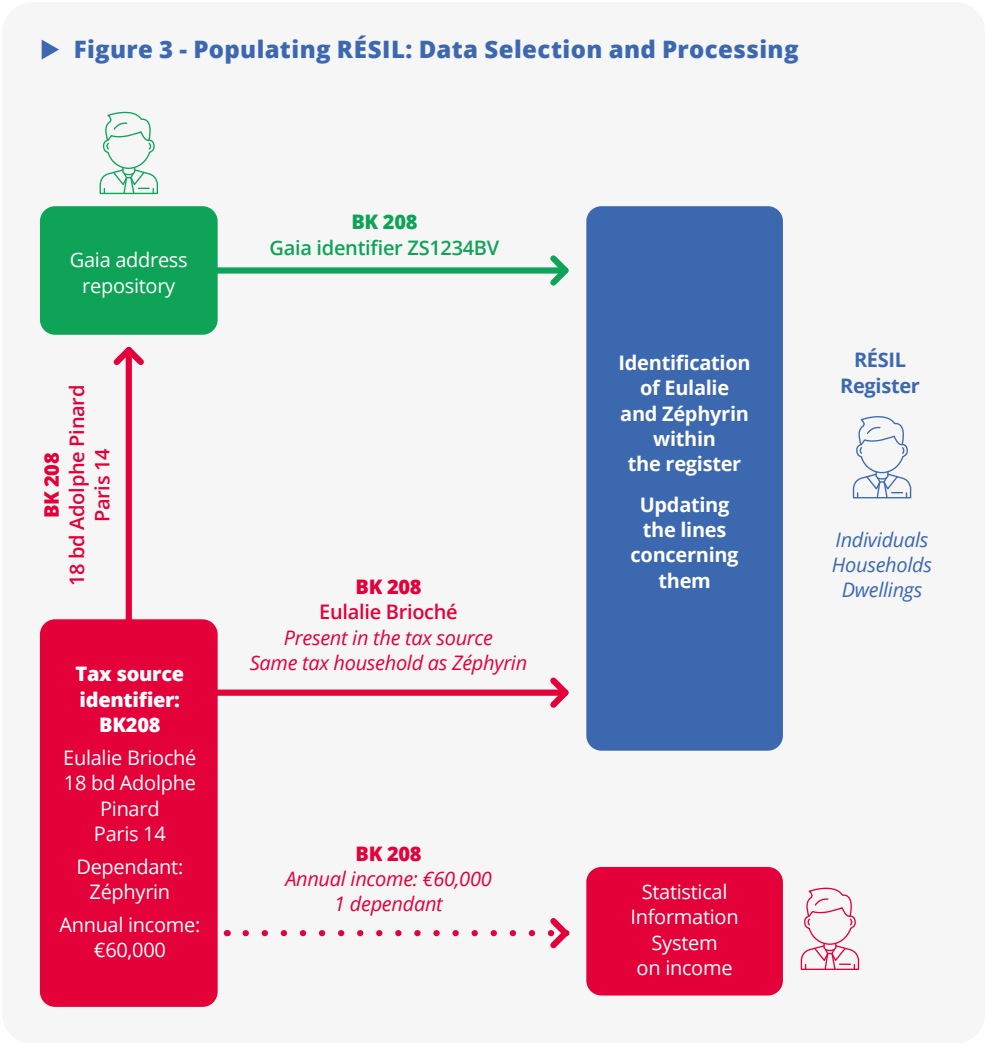 ▶ Figure 3 - Populating RÉSIL: Data Selection and Processing
BK 208
Gaia identifier ZS1234BV
Gaia address
repository
Identification
of Eulalie
and Zéphyrin
within
the register
Updating
the lines
concerning
them
RÉSIL
Register
Individuals
Households
Dwellings
BK 208
18 bd Adolphe Pinard
Paris 14
BK 208
Eulalie Brioché
Present in the tax source
Same tax household as Zéphyrin
Tax source
identifier:
BK208
Eulalie Brioché
18 bd Adolphe
Pinard
Paris 14
Dependant:
Zéphyrin
Annual income:
€60,000
BK 208
Annual income: €60,000
1 dependant
Statistical
Information
System
on income